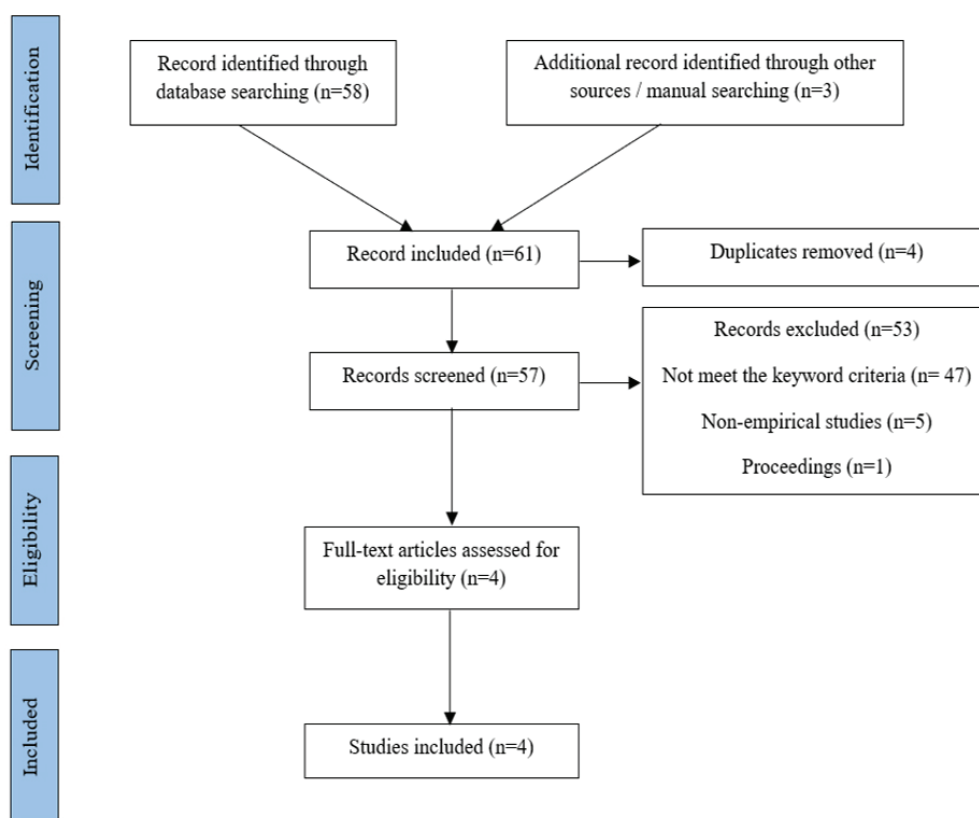 Identification
Record identified through
database searching (n=58)
Additional record identified through other
sources / manual searching (n=3)
Screening
Record included (n=61)
Duplicates removed (n=4)
Records screened (n=57)
Records excluded (n=53)
Not meet the keyword criteria (n= 47)
Non-empirical studies (n=5)
Proceedings (n=1)
Eligibility
Full-text articles assessed for
eligibility (n=4)
Included
Studies included (n=4)